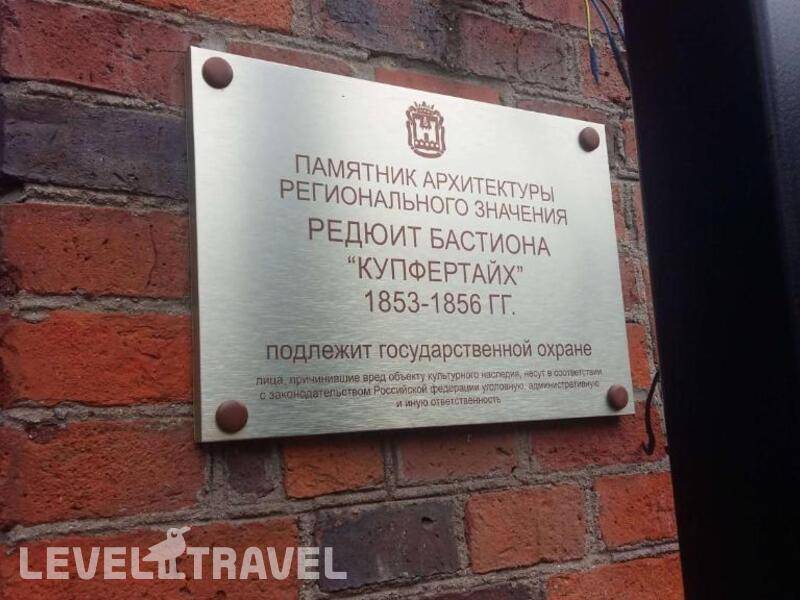 ПАМЯТНИК АРХИТЕКТУРЫ
РЕГИОНАЛЬНОГО ЗНАЧЕНИЯ
РЕДЮИТ БАСТИОНА
"КУПФЕРТАЙХ"
1853-1856 ГГ.
подлежит государственной охране
лица, причинившие вред объекту культурного наследия, несут в соответствии
с законодательством Российской федерации уголовную, административную
и иную ответственность
LEVEL TRAVEL